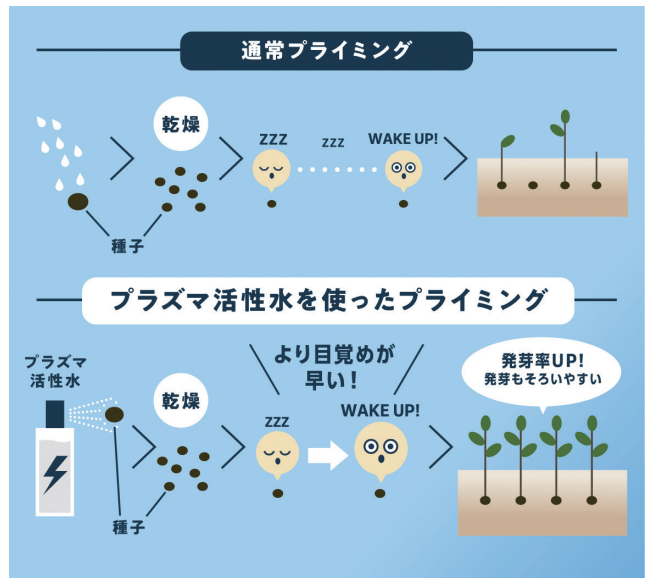 通常プライミング
乾燥
ZZZ
ZZZ
WAKE UP!
種子
プラズマ活性水を使ったプライミング
プラズマ
活性水
乾燥
より目覚めが
早い！
ZZZ
WAKE UP!
発芽率UP!
発芽もそろいやすい
種子